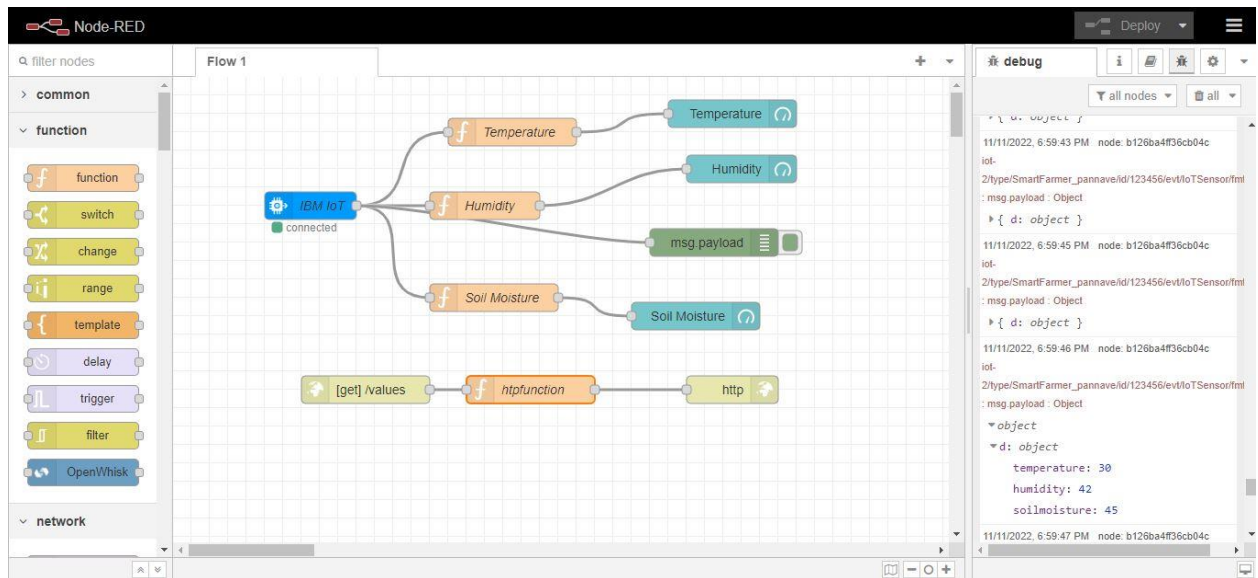 Node-RED
Deploy
filter nodes
common
function
function
switch
change
range
template
delay
trigger
filter
OpenWhisk
network
Flow 1
IBM IoT
connected
Temperature
Temperature
Humidity
Humidity
msg.payload
Soil Moisture
Soil Moisture
[get] /values
htpfunction
http
debug
i
all nodes
all
{ d: object }
11/11/2022, 6:59:43 PM node: b126ba4ff36cb04c
iot-
2/type/SmartFarmer_pannave/id/123456/evt/IoTSensor/fmt
: msg.payload : Object
{ d: object }
11/11/2022, 6:59:45 PM node: b126ba4ff36cb04c
iot-
2/type/SmartFarmer_pannave/id/123456/evt/IoTSensor/fmt
: msg.payload : Object
{ d: object }
11/11/2022, 6:59:46 PM node: b126ba4ff36cb04c
iot-
2/type/SmartFarmer_pannave/id/123456/evt/IoTSensor/fmt
: msg.payload : Object
object
d: object
temperature: 30
humidity: 42
soilmoisture: 45
11/11/2022, 6:59:47 PM node: b126ba4ff36cb04c